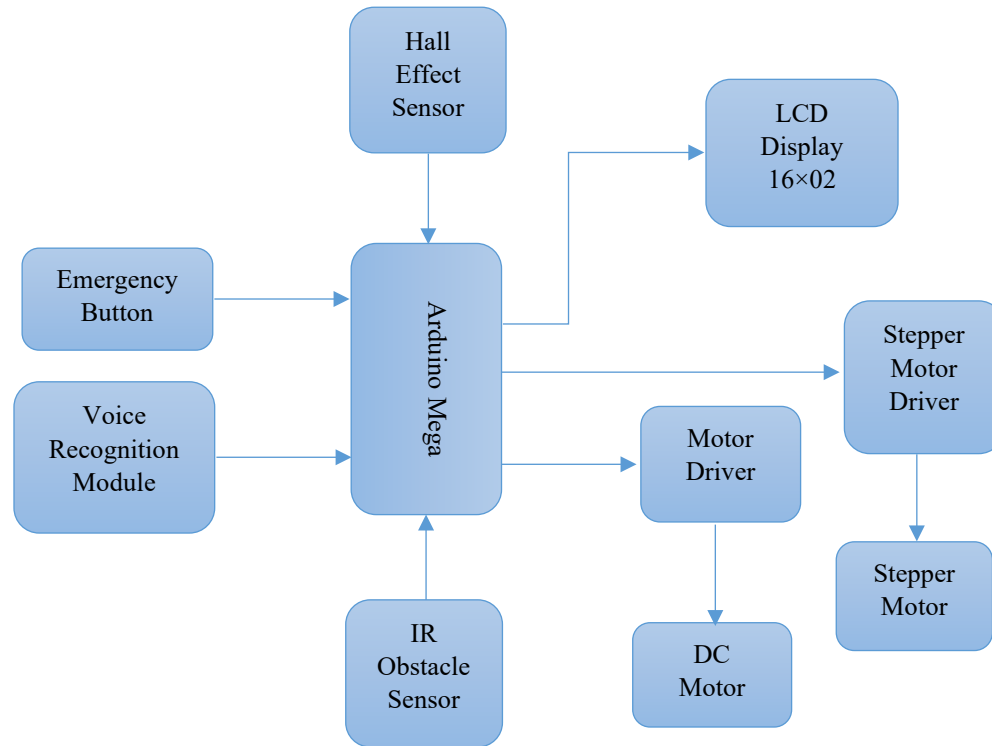 Hall
Effect
Sensor
LCD
Display
16×02
Emergency
Button
Arduino Mega
Stepper
Motor
Driver
Voice
Recognition
Module
Motor
Driver
Stepper
Motor
IR
Obstacle
Sensor
DC
Motor